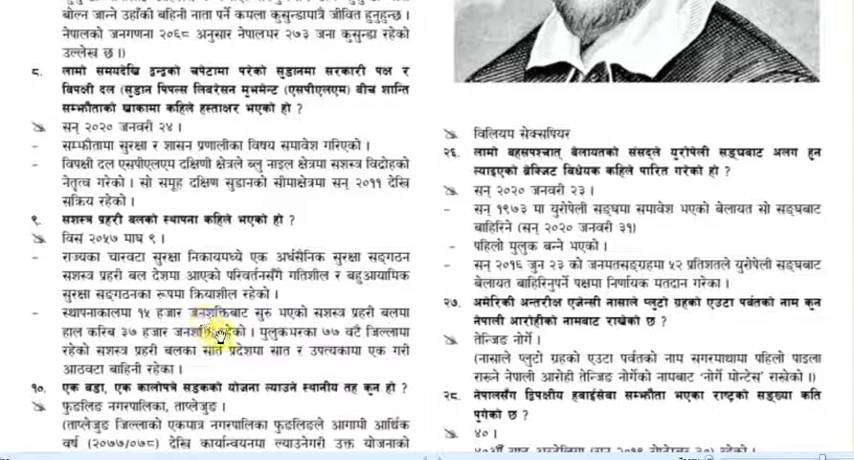 बोल्न जान्ने उहाँकी बहिनी नाता पर्ने कमला कुसुन्डामात्रै जीवित हुनुहुन्छ ।
नेपालको जनगणना २०६८ अनुसार नेपालभर २७३ जना कुसुन्डा रहेको
उल्लेख छ ।)
८. लामो समयदेखि द्वन्द्वको चपेटामा परेको सुडानमा सरकारी पक्ष र
विपक्षी दल (सुडान पिपल्स लिबरेसन मुभमेन्ट (एसपीएलएम) बीच शान्ति
सम्झौताको खाकामा कहिले हस्ताक्षर भएको हो ?
सन् २०२० जनवरी २४ ।
- सम्झौतामा सुरक्षा र शासन प्रणालीका विषय समावेश गरिएको ।
- विपक्षी दल एसपीएलएम दक्षिणी क्षेत्रले ब्लु नाइल क्षेत्रमा सशस्त्र विद्रोहको
नेतृत्व गरेको । सो समूह दक्षिण सुडानको सीमाक्षेत्रमा सन् २०११ देखि
सक्रिय रहेको ।
९. सशस्त्र प्रहरी बलको स्थापना कहिले भएको हो ?
विस २०५७ माघ ९ ।
- राज्यका चारवटा सुरक्षा निकायमध्ये एक अर्धसैनिक सुरक्षा सङ्गठन
सशस्त्र प्रहरी बल देशमा आएको परिवर्तनसँगै गतिशील र बहुआयामिक
सुरक्षा सङ्गठनका रूपमा क्रियाशील रहेको ।
- स्थापनाकालमा १५ हजार जनशक्तिबाट सुरु भएको सशस्त्र प्रहरी बलमा
हाल करिब ३७ हजार जनशक्ति रहेको । मुलुकभरका ७७ वटै जिल्लामा
रहेको सशस्त्र प्रहरी बलका सात प्रदेशमा सात र उपत्यकामा एक गरी
आठवटा बाहिनी रहेका ।
१०. एक वडा, एक कालोपत्रे सडकको योजना ल्याउने स्थानीय तह कुन हो ?
फुङलिङ नगरपालिका, ताप्लेजुङ ।
(ताप्लेजुङ जिल्लाको एकमात्र नगरपालिका फुङलिङले आगामी आर्थिक
वर्ष (२०७७/०७८) देखि कार्यान्वयनमा ल्याउनेगरी उक्त योजनाको
विलियम सेक्सपियर
२६. लामो बहसपश्चात् बेलायतको संसद्ले युरोपेली सङ्घबाट अलग हुन
ल्याइएको ब्रेक्जिट विधेयक कहिले पारित गरेको हो ?
सन् २०२० जनवरी २३ ।
- सन् १९७३ मा युरोपेली सङ्घमा समावेश भएको बेलायत सो सङ्घबाट
बाहिरिने (सन् २०२० जनवरी ३१)
- पहिलो मुलुक बन्ने भएको ।
- सन् २०१६ जुन २३ को जनमतसङ्ग्रहमा ५२ प्रतिशतले युरोपेली सङ्घबाट
बेलायत बाहिरिनुपर्ने पक्षमा निर्णायक मतदान गरेका ।
२७. अमेरिकी अन्तरीक्ष एजेन्सी नासाले प्लुटो ग्रहको एउटा पर्वतको नाम कुन
नेपाली आरोहीको नामबाट राखेको छ ?
तेन्जिङ नोर्गे ।
(नासाले प्लुटो ग्रहको एउटा पर्वतको नाम सगरमाथामा पहिलो पाइला
राख्ने नेपाली आरोही तेन्जिङ नोर्गेको नामबाट 'नोर्गे मोन्टेस' राखेको ।)
२८. नेपालसँग द्विपक्षीय हवाईसेवा सम्झौता भएका राष्ट्रको सङ्ख्या कति
पुगेको छ ?
४० ।